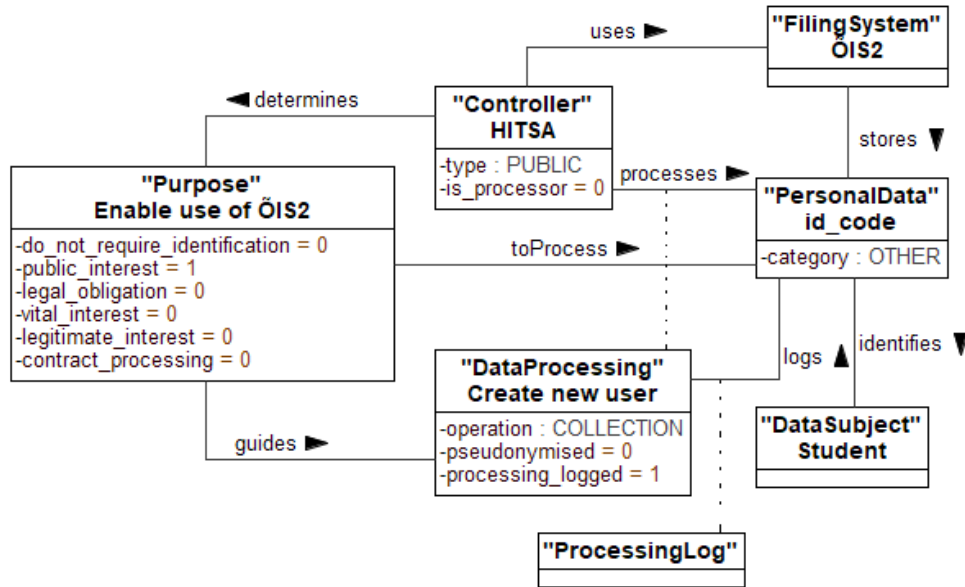 "FilingSystem"
ÕIS2
uses ►
◄ determines
"Controller"
HITSA
-type : PUBLIC
-is_processor = 0
stores ▼
processes ►
"Purpose"
Enable use of ÕIS2
-do_not_require_identification = 0
-public_interest = 1
-legal_obligation = 0
-vital_interest = 0
-legitimate_interest = 0
-contract_processing = 0
"PersonalData"
id_code
-category : OTHER
toProcess ►
"DataProcessing"
Create new user
-operation : COLLECTION
-pseudonymised = 0
-processing_logged = 1
logs ▲
identifies ▼
guides ►
"DataSubject"
Student
"ProcessingLog"